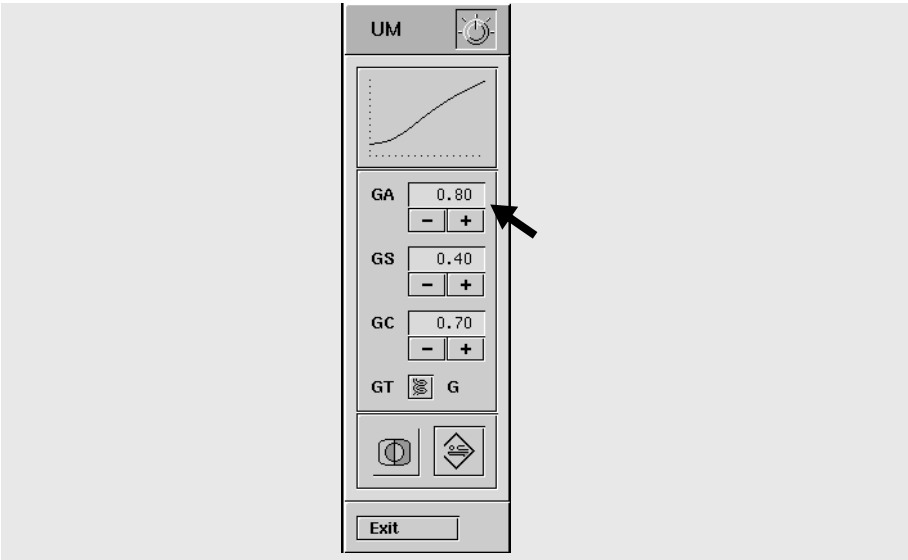 UM
GA 0.80
- +
GS 0.40
- +
GC 0.70
- +
GT G
Exit